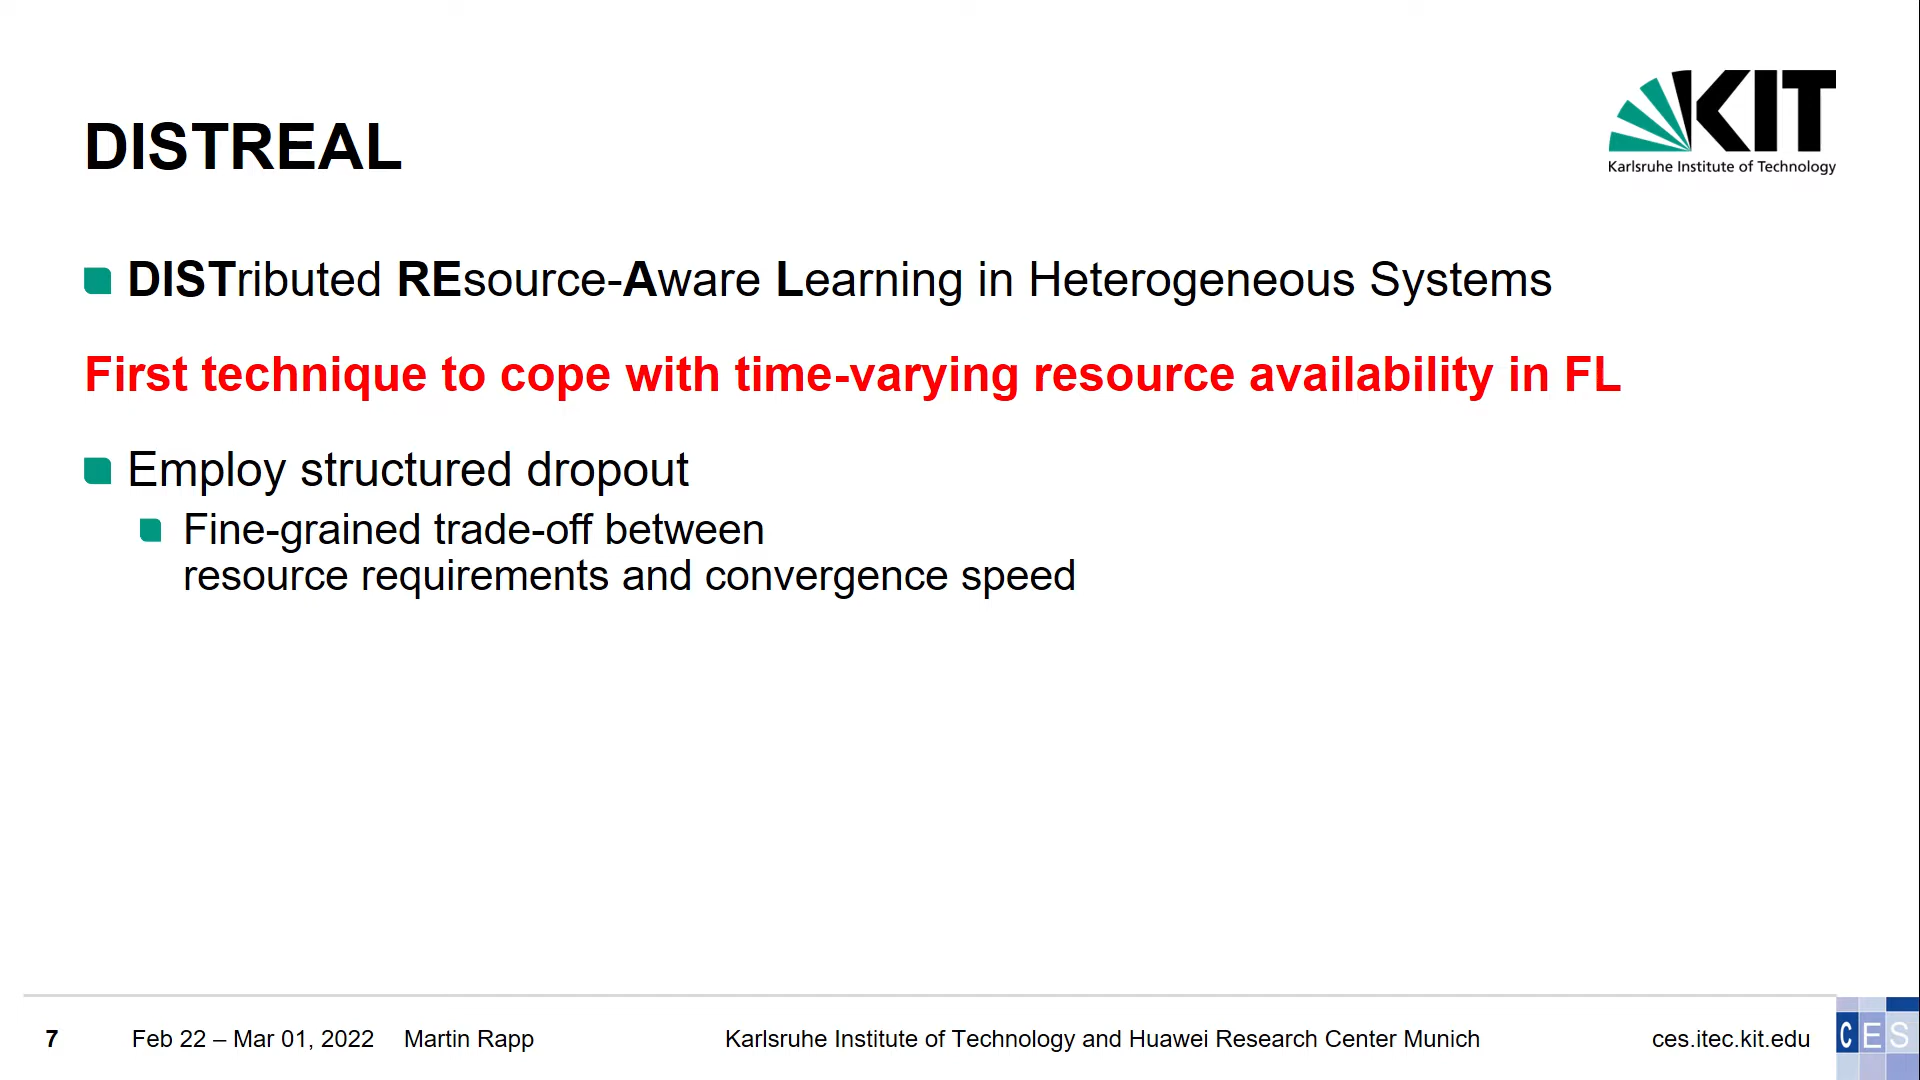 KIT
Karlsruhe Institute of Technology
DISTREAL
DISTributed REsource-Aware Learning in Heterogeneous Systems
First technique to cope with time-varying resource availability in FL
Employ structured dropout
Fine-grained trade-off between
resource requirements and convergence speed
7 Feb 22 – Mar 01, 2022 Martin Rapp Karlsruhe Institute of Technology and Huawei Research Center Munich ces.itec.kit.edu CES